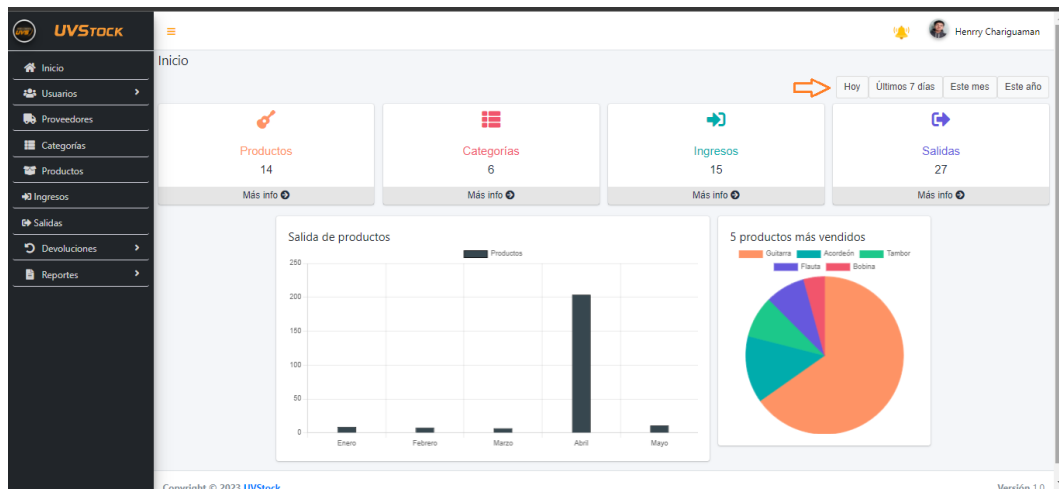 UVS
UVStock
Henrry Chariguaman
Inicio
Usuarios
Proveedores
Categorías
Productos
Ingresos
Salidas
Devoluciones
Reportes
Inicio
Hoy Últimos 7 días Este mes Este año
Productos
14
Más info
Categorías
6
Más info
Ingresos
15
Más info
Salidas
27
Más info
Salida de productos
Productos
250
200
150
100
50
0
Enero Febrero Marzo Abril Mayo
5 productos más vendidos
Guitarra Acordeón Tambor
Flauta Bobina
Copyright © 2023 UVStock
Versión 1.0